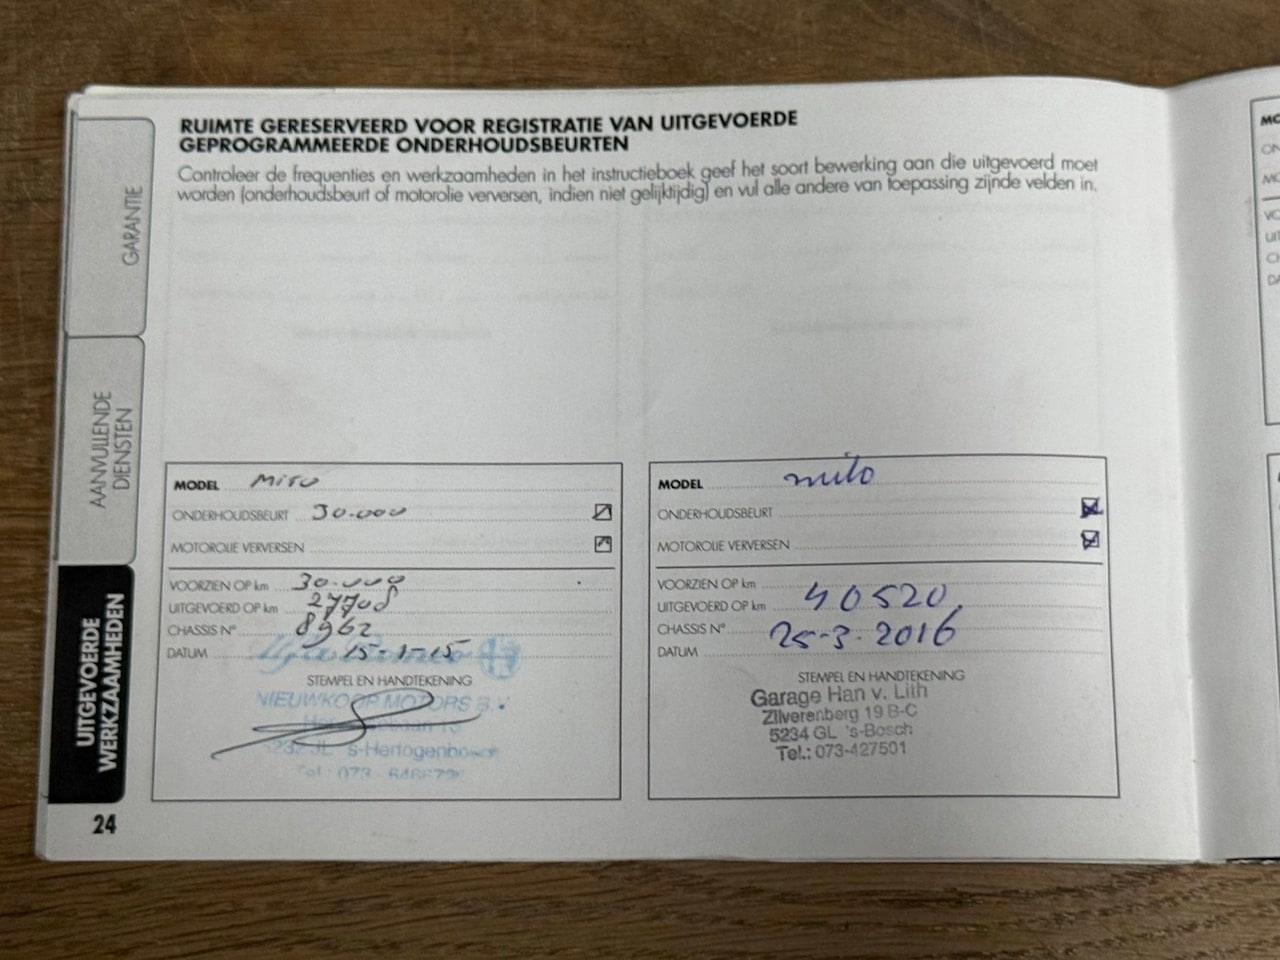 RUIMTE GERESERVEERD VOOR REGISTRATIE VAN UITGEVOERDE
GEPROGRAMMEERDE ONDERHOUDSBEURTEN
Controleer de frequenties en werkzaamheden in het instructieboek geef het soort bewerking aan die uitgevoerd moet
worden (onderhoudsbeurt of motorolie verversen, indien niet gelijktijdig) en vul alle andere van toepassing zijnde velden in.
GARANTIE
AANVULLENDE
DIENSTEN
UITGEVOERDE
WERKZAAMHEDEN
24
MODEL Mito
ONDERHOUDSBEURT 30.000
MOTOROLIE VERVERSEN
VOORZIEN OP km 30.000
UITGEVOERD OP km 27708
CHASSIS N° 8962
DATUM 15-1-15
STEMPEL EN HANDTEKENING
NIEUWKOOP MOTORS B.V.
5232 JL 's-Hertogenbosch
Tel.: 073 -
MODEL mito
ONDERHOUDSBEURT
MOTOROLIE VERVERSEN
VOORZIEN OP km
UITGEVOERD OP km 40520
CHASSIS N°
DATUM 25-3-2016
STEMPEL EN HANDTEKENING
Garage Han v. Lith
Zilverenberg 19 B-C
5234 GL 's-Bosch
Tel.: 073-427501